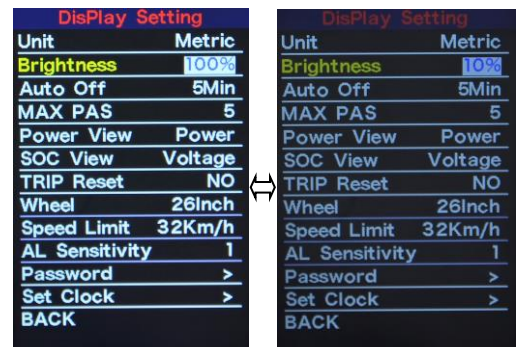 DisPlay Setting
Unit Metric
Brightness 100%
Auto Off 5Min
MAX PAS 5
Power View Power
SOC View Voltage
TRIP Reset NO
Wheel 26Inch
Speed Limit 32Km/h
AL Sensitivity 1
Password >
Set Clock >
BACK
DisPlay Setting
Unit Metric
Brightness 10%
Auto Off 5Min
MAX PAS 5
Power View Power
SOC View Voltage
TRIP Reset NO
Wheel 26Inch
Speed Limit 32Km/h
AL Sensitivity 1
Password >
Set Clock >
BACK